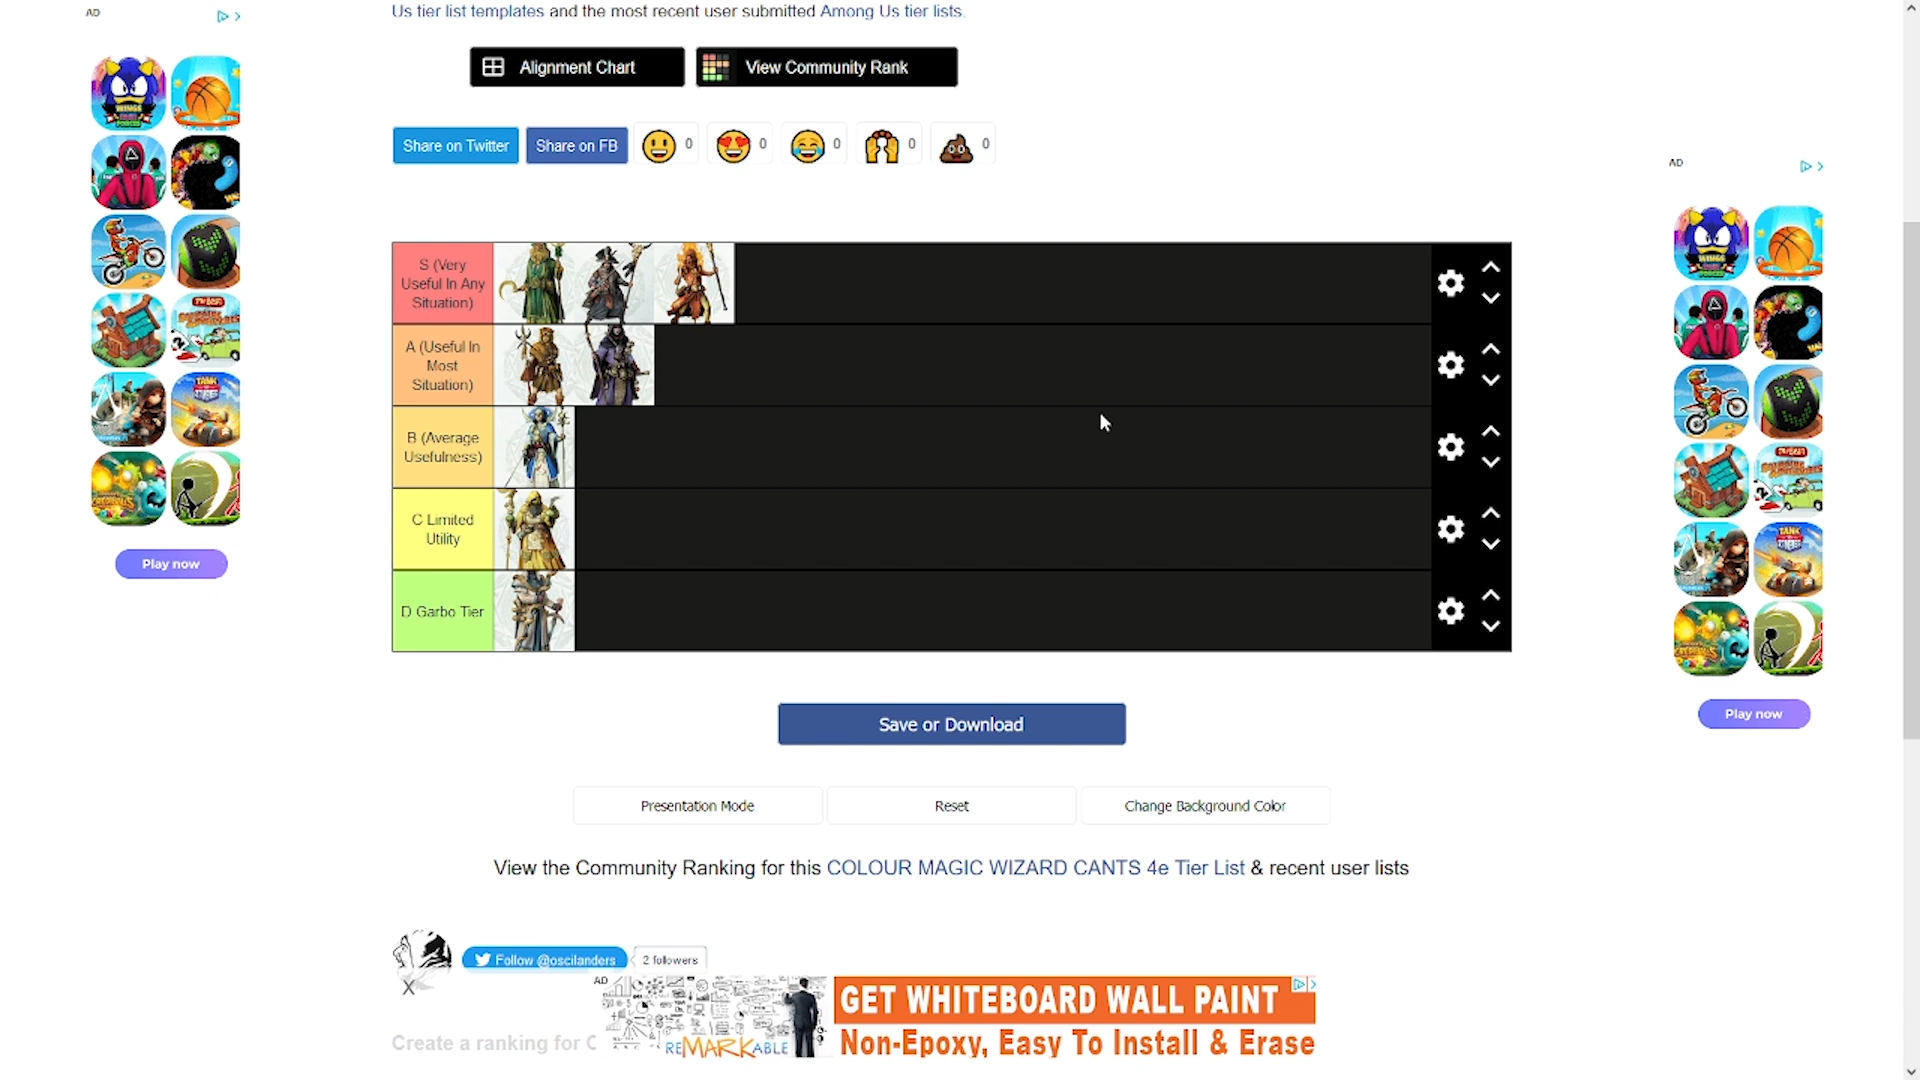 AD
Us tier list templates and the most recent user submitted Among Us tier lists.
Alignment Chart
View Community Rank
Share on Twitter
Share on FB
0
0
0
0
0
AD
S (Very
Useful In Any
Situation)
A (Useful In
Most
Situation)
B (Average
Usefulness)
C Limited
Utility
D Garbo Tier
Play now
Play now
Save or Download
Presentation Mode
Reset
Change Background Color
View the Community Ranking for this COLOUR MAGIC WIZARD CANTS 4e Tier List & recent user lists
Follow @oscilanders
2 followers
X
AD
GET WHITEBOARD WALL PAINT
Create a ranking for C
REMARKABLE
Non-Epoxy, Easy To Install & Erase